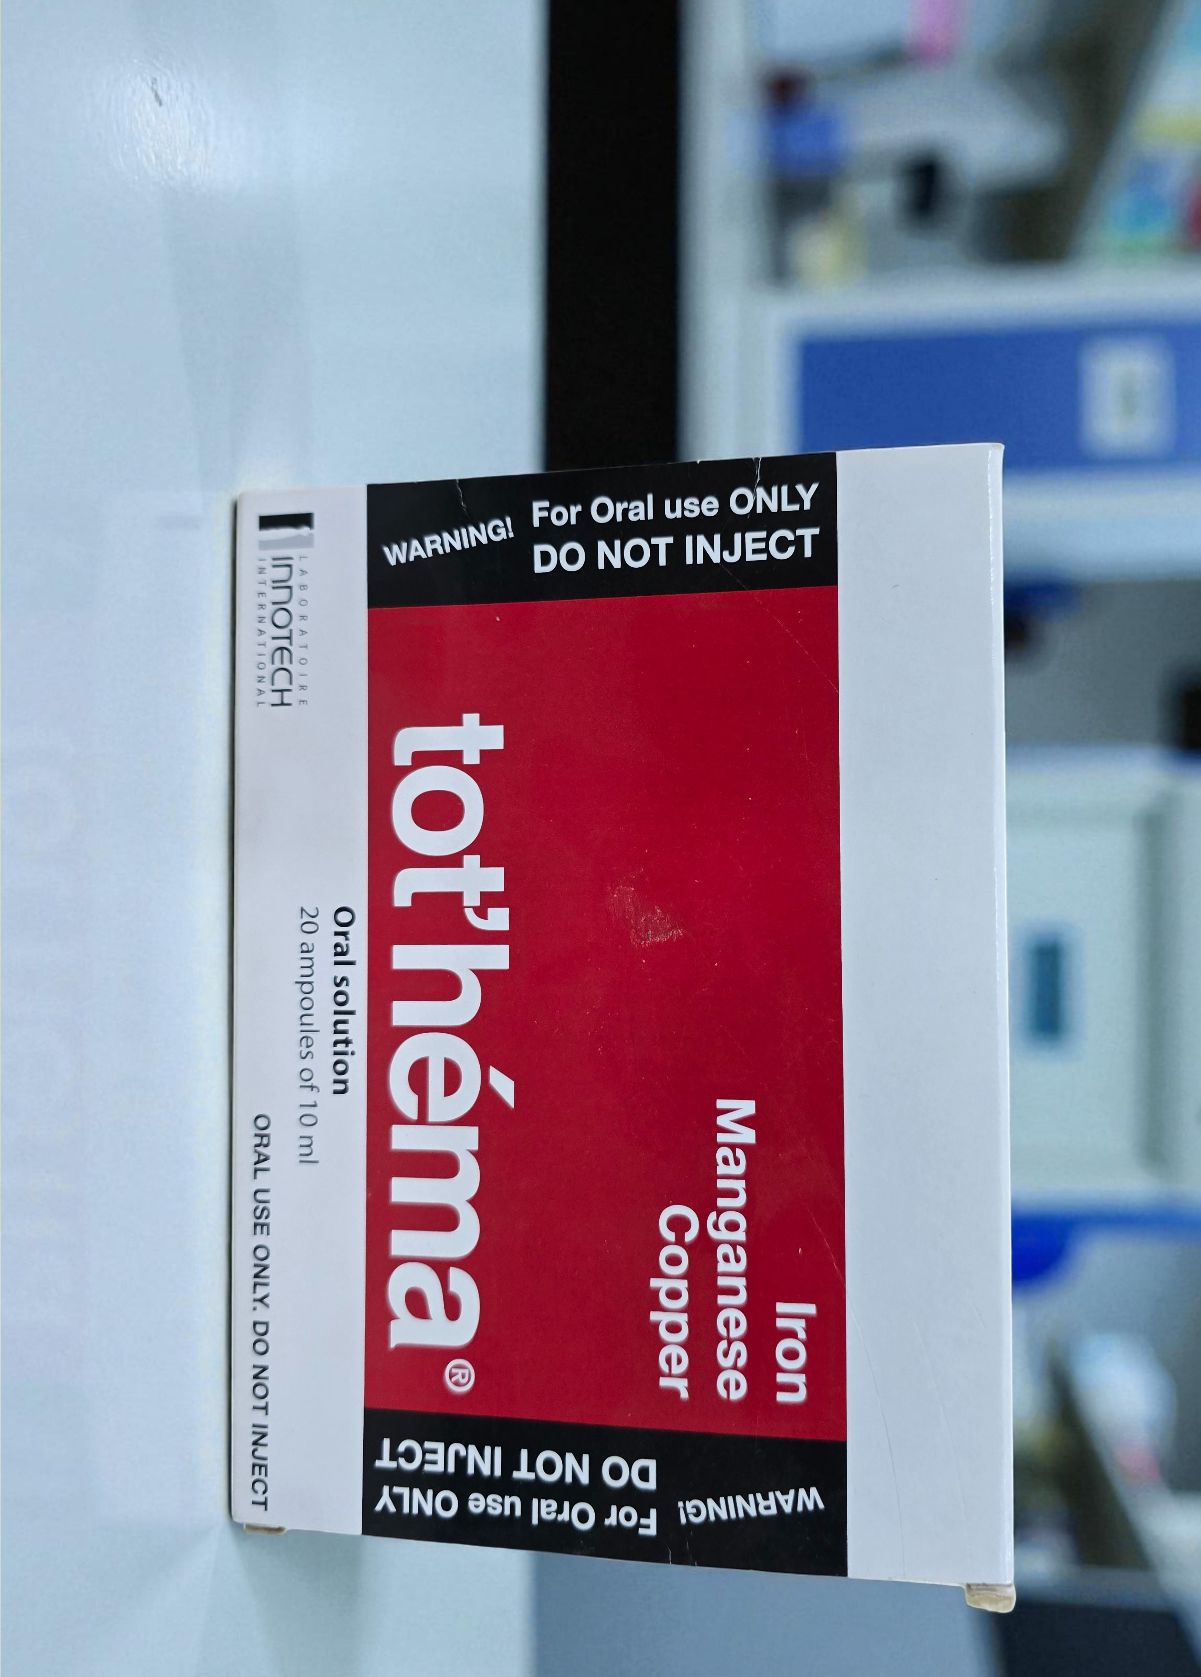 Iron
Manganese
Copper
tot'héma®
WARNING!
For Oral use ONLY
DO NOT INJECT
WARNING!
For Oral use ONLY
DO NOT INJECT
Oral solution
20 ampoules of 10 ml
LABORATOIRE
INNOTECH
INTERNATIONAL
ORAL USE ONLY. DO NOT INJECT